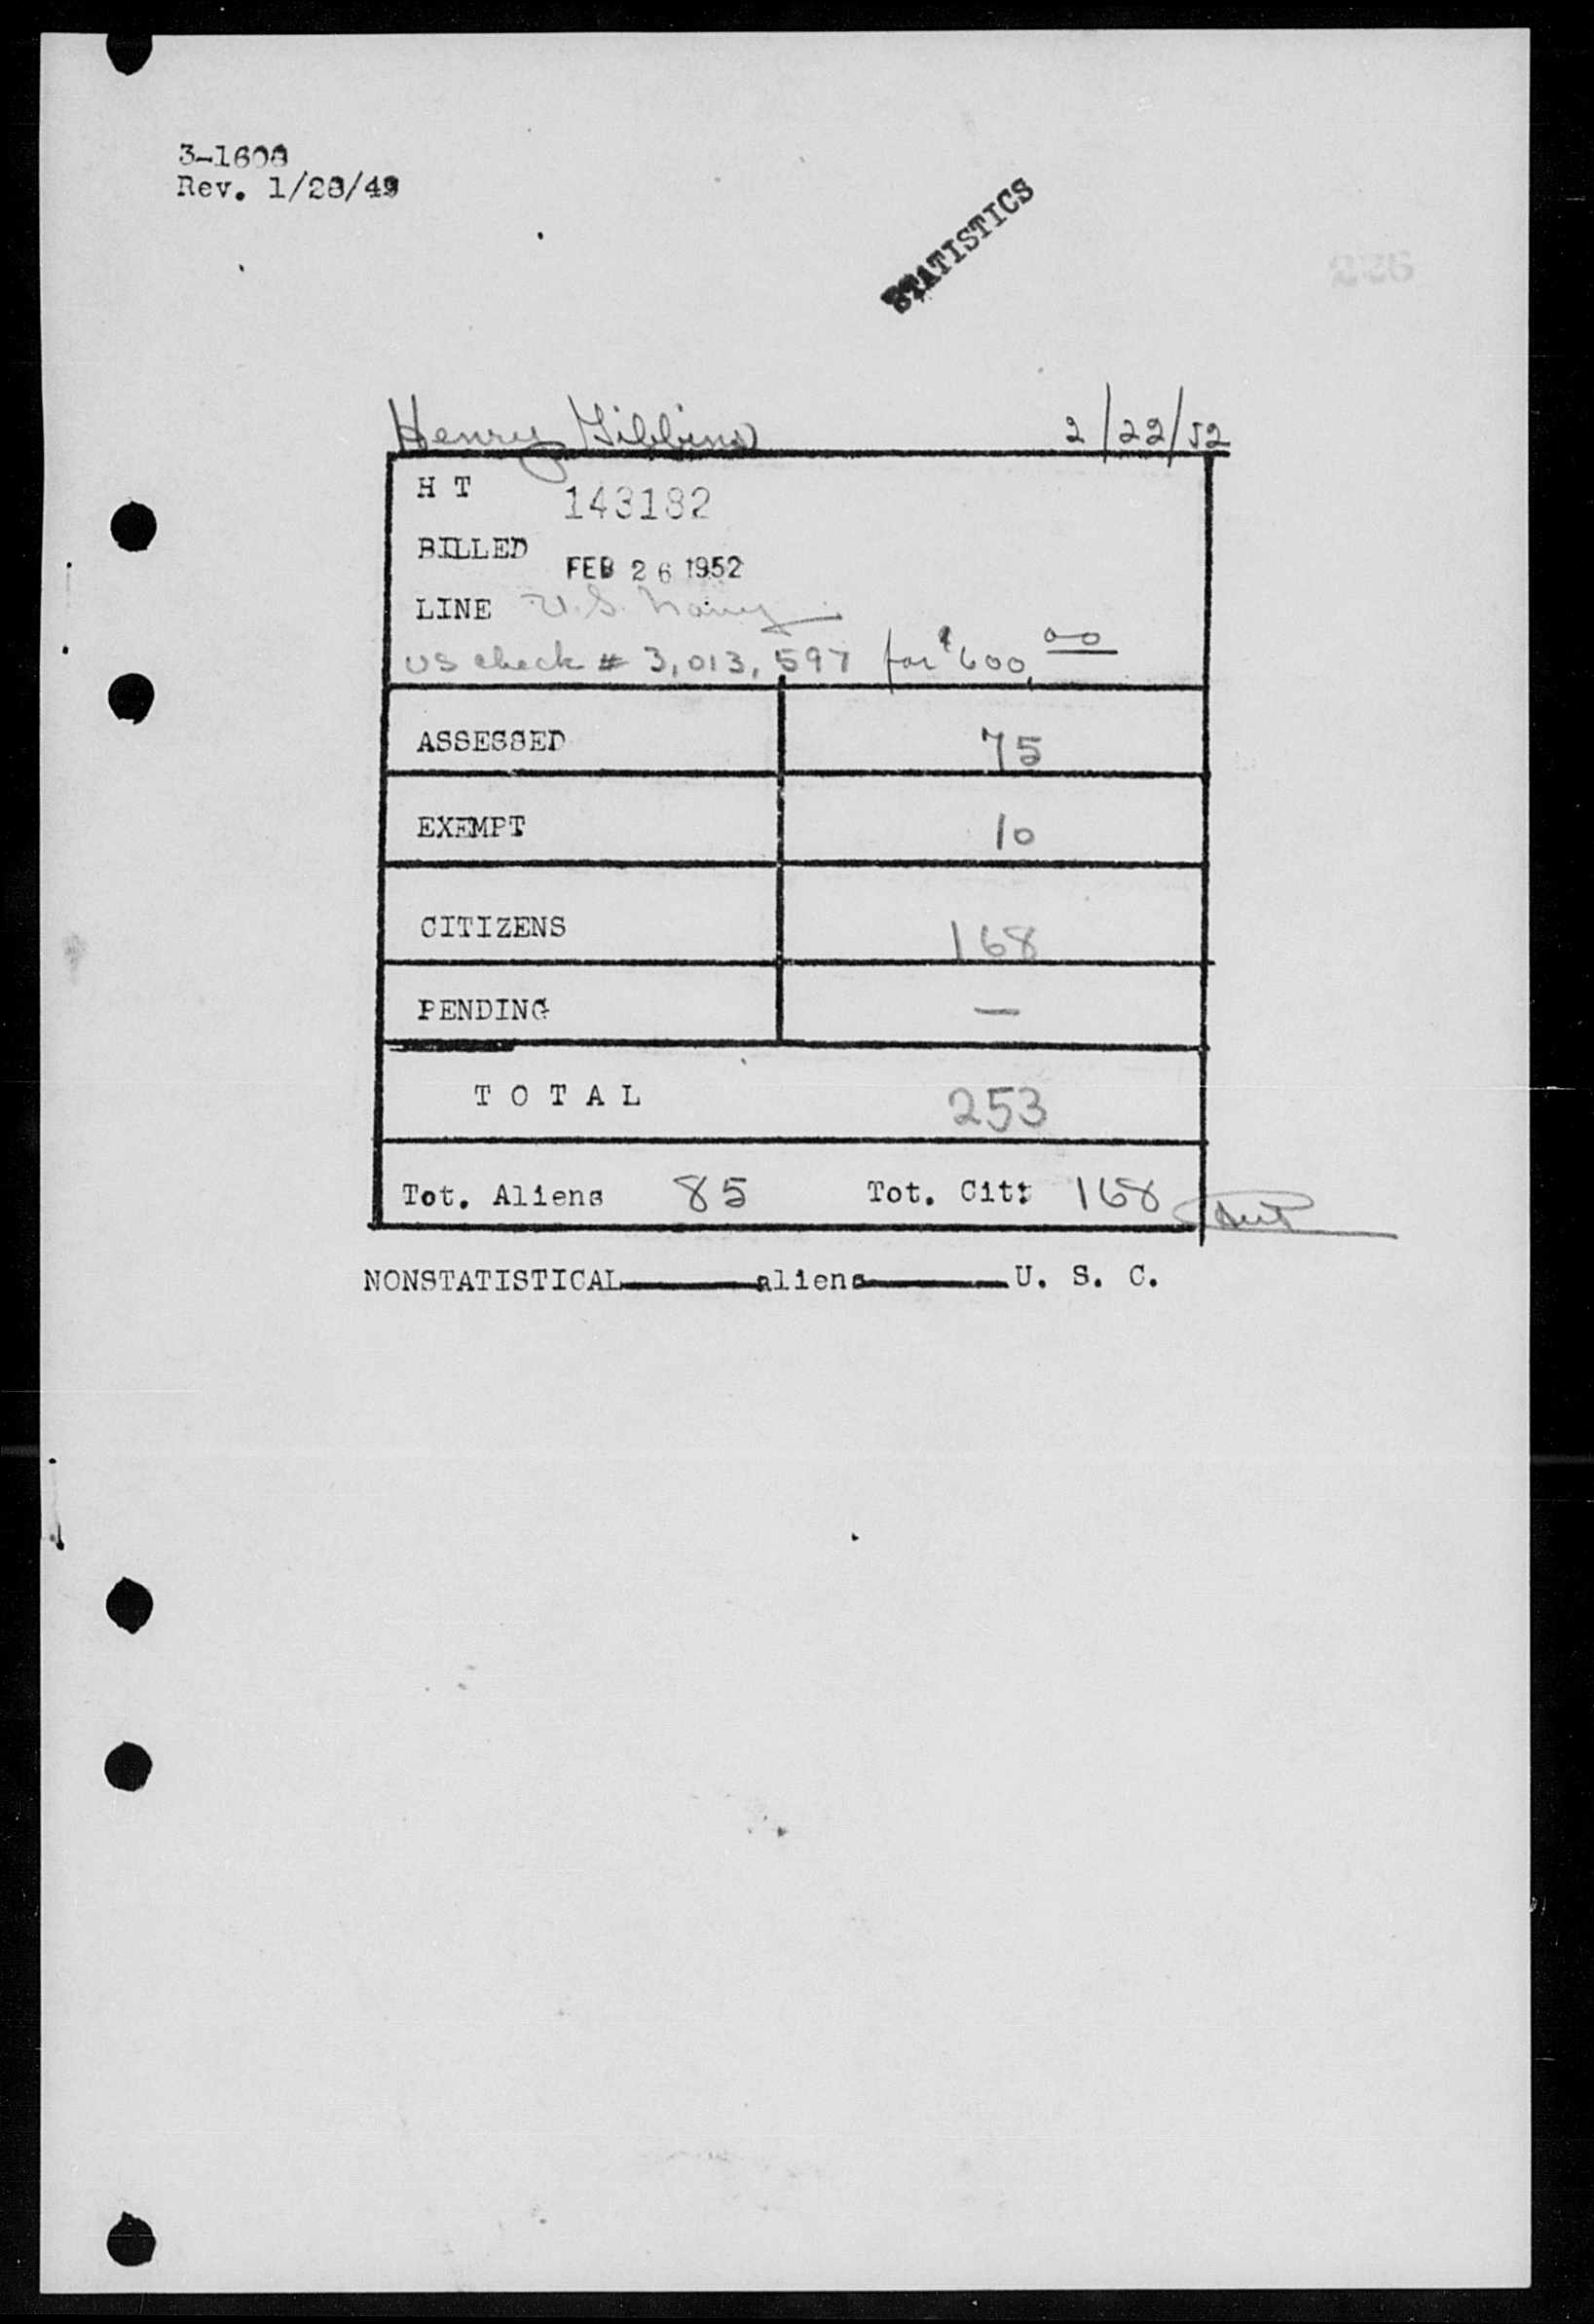 3-1608
Rev. 1/28/49
STATISTICS
Henry Gibbins 2/22/52
H T 143182
BILLED FEB 26 1952
LINE U.S. Navy
US check # 3,013,597 for $600.00
ASSESSED 75
EXEMPT 10
CITIZENS 168
PENDING —
TOTAL 253
Tot. Aliens 85 Tot. Cit: 168
NONSTATISTICAL aliens U. S. C.